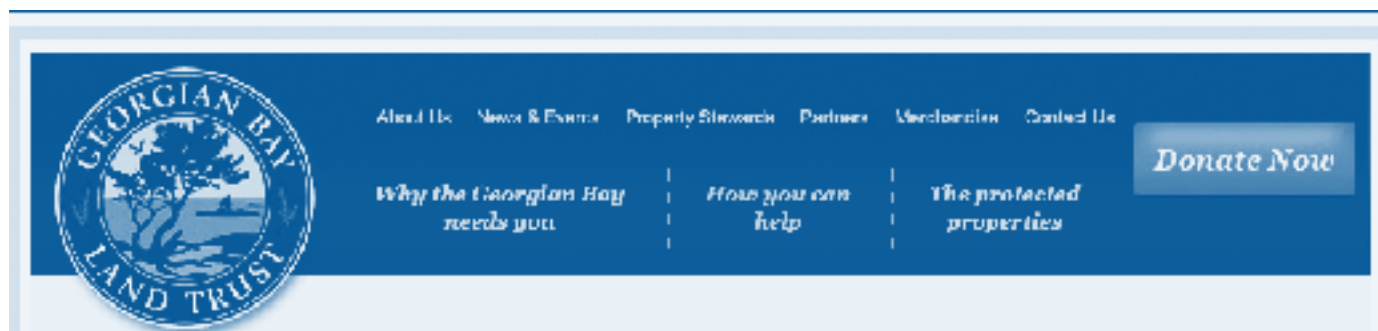 GEORGIAN BAY
LAND TRUST
About Us News & Events Property Stewards Partners Merchandise Contact Us
Donate Now
Why the Georgian Bay
needs you
How you can
help
The protected
properties